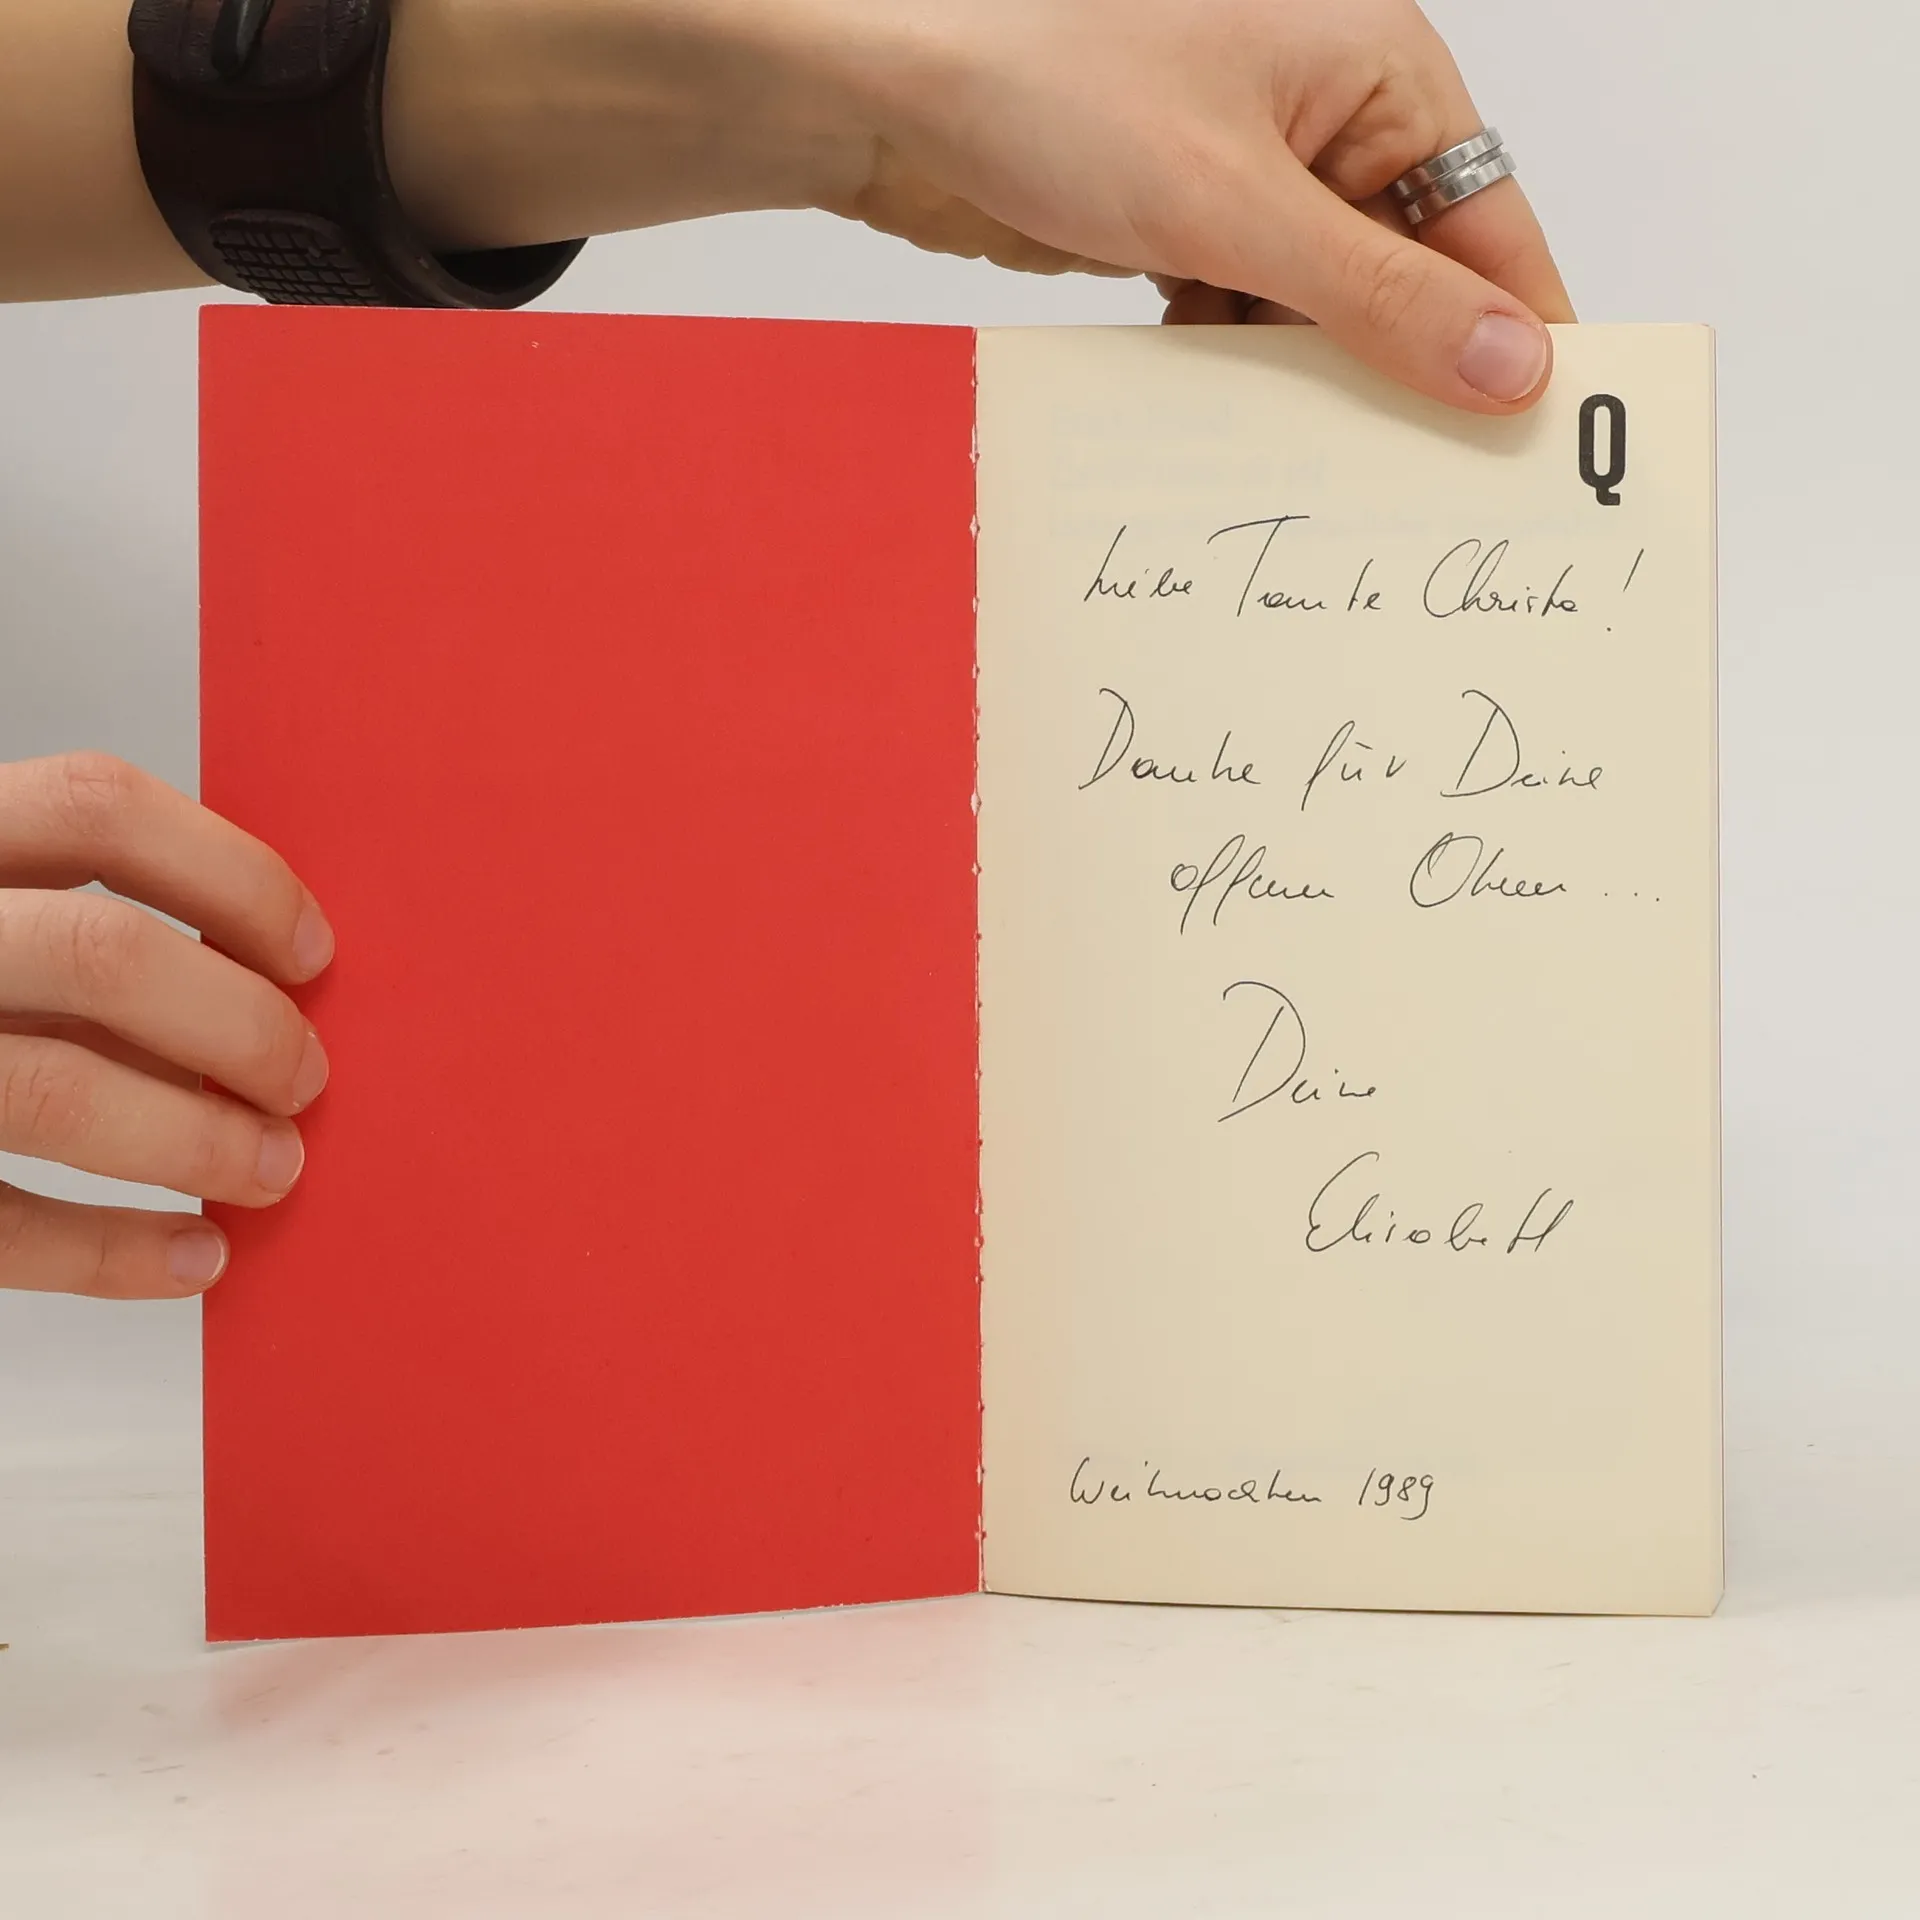 Q
Liebe Tante Christa!
Danke für Deine
offenen Ohren ...
Deine
Elisabeth
Weihnachten 1989